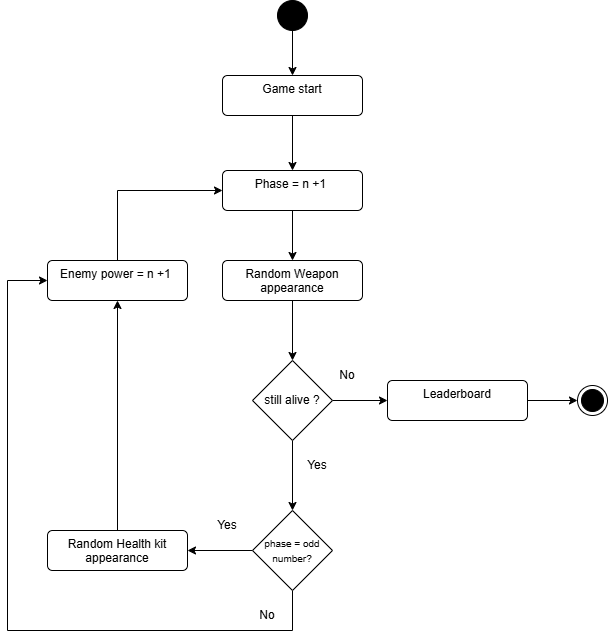 Game start
Phase = n +1
Enemy power = n +1
Random Weapon
appearance
No
still alive ?
Leaderboard
Yes
Yes
phase = odd
number?
Random Health kit
appearance
No